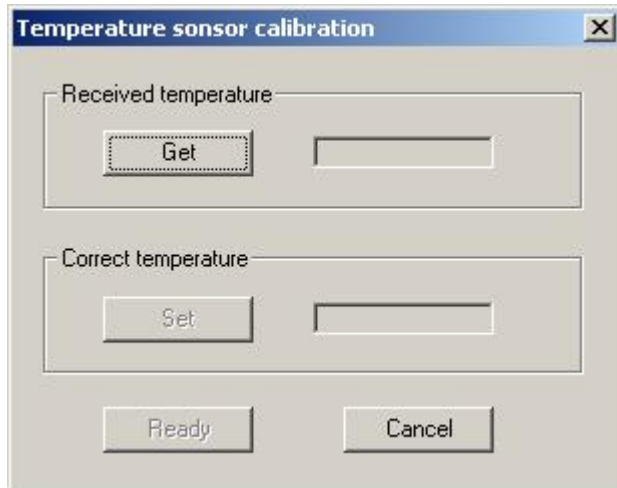 Temperature sonsor calibration
Received temperature
Get
Correct temperature
Set
Ready Cancel